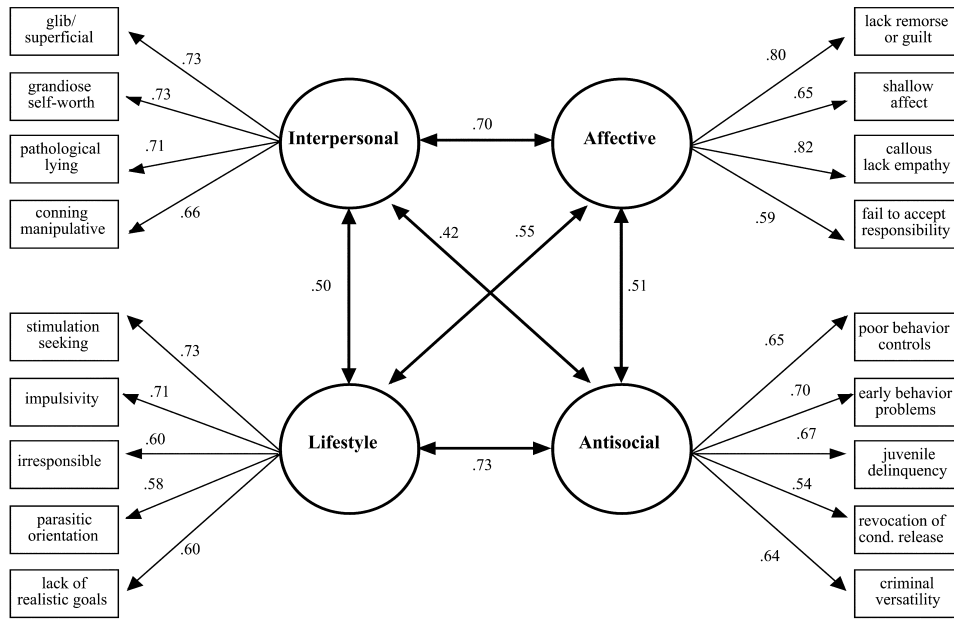 glib/
superficial
.73
grandiose
self-worth
.73
pathological
lying
.71
conning
manipulative
.66
Interpersonal
.70
Affective
lack remorse
or guilt
.80
shallow
affect
.65
callous
lack empathy
.82
fail to accept
responsibility
.59
.42
.55
.50
.51
stimulation
seeking
.73
impulsivity
.71
irresponsible
.60
parasitic
orientation
.58
lack of
realistic goals
.60
Lifestyle
.73
Antisocial
poor behavior
controls
.65
early behavior
problems
.70
juvenile
delinquency
.67
revocation of
cond. release
.54
criminal
versatility
.64